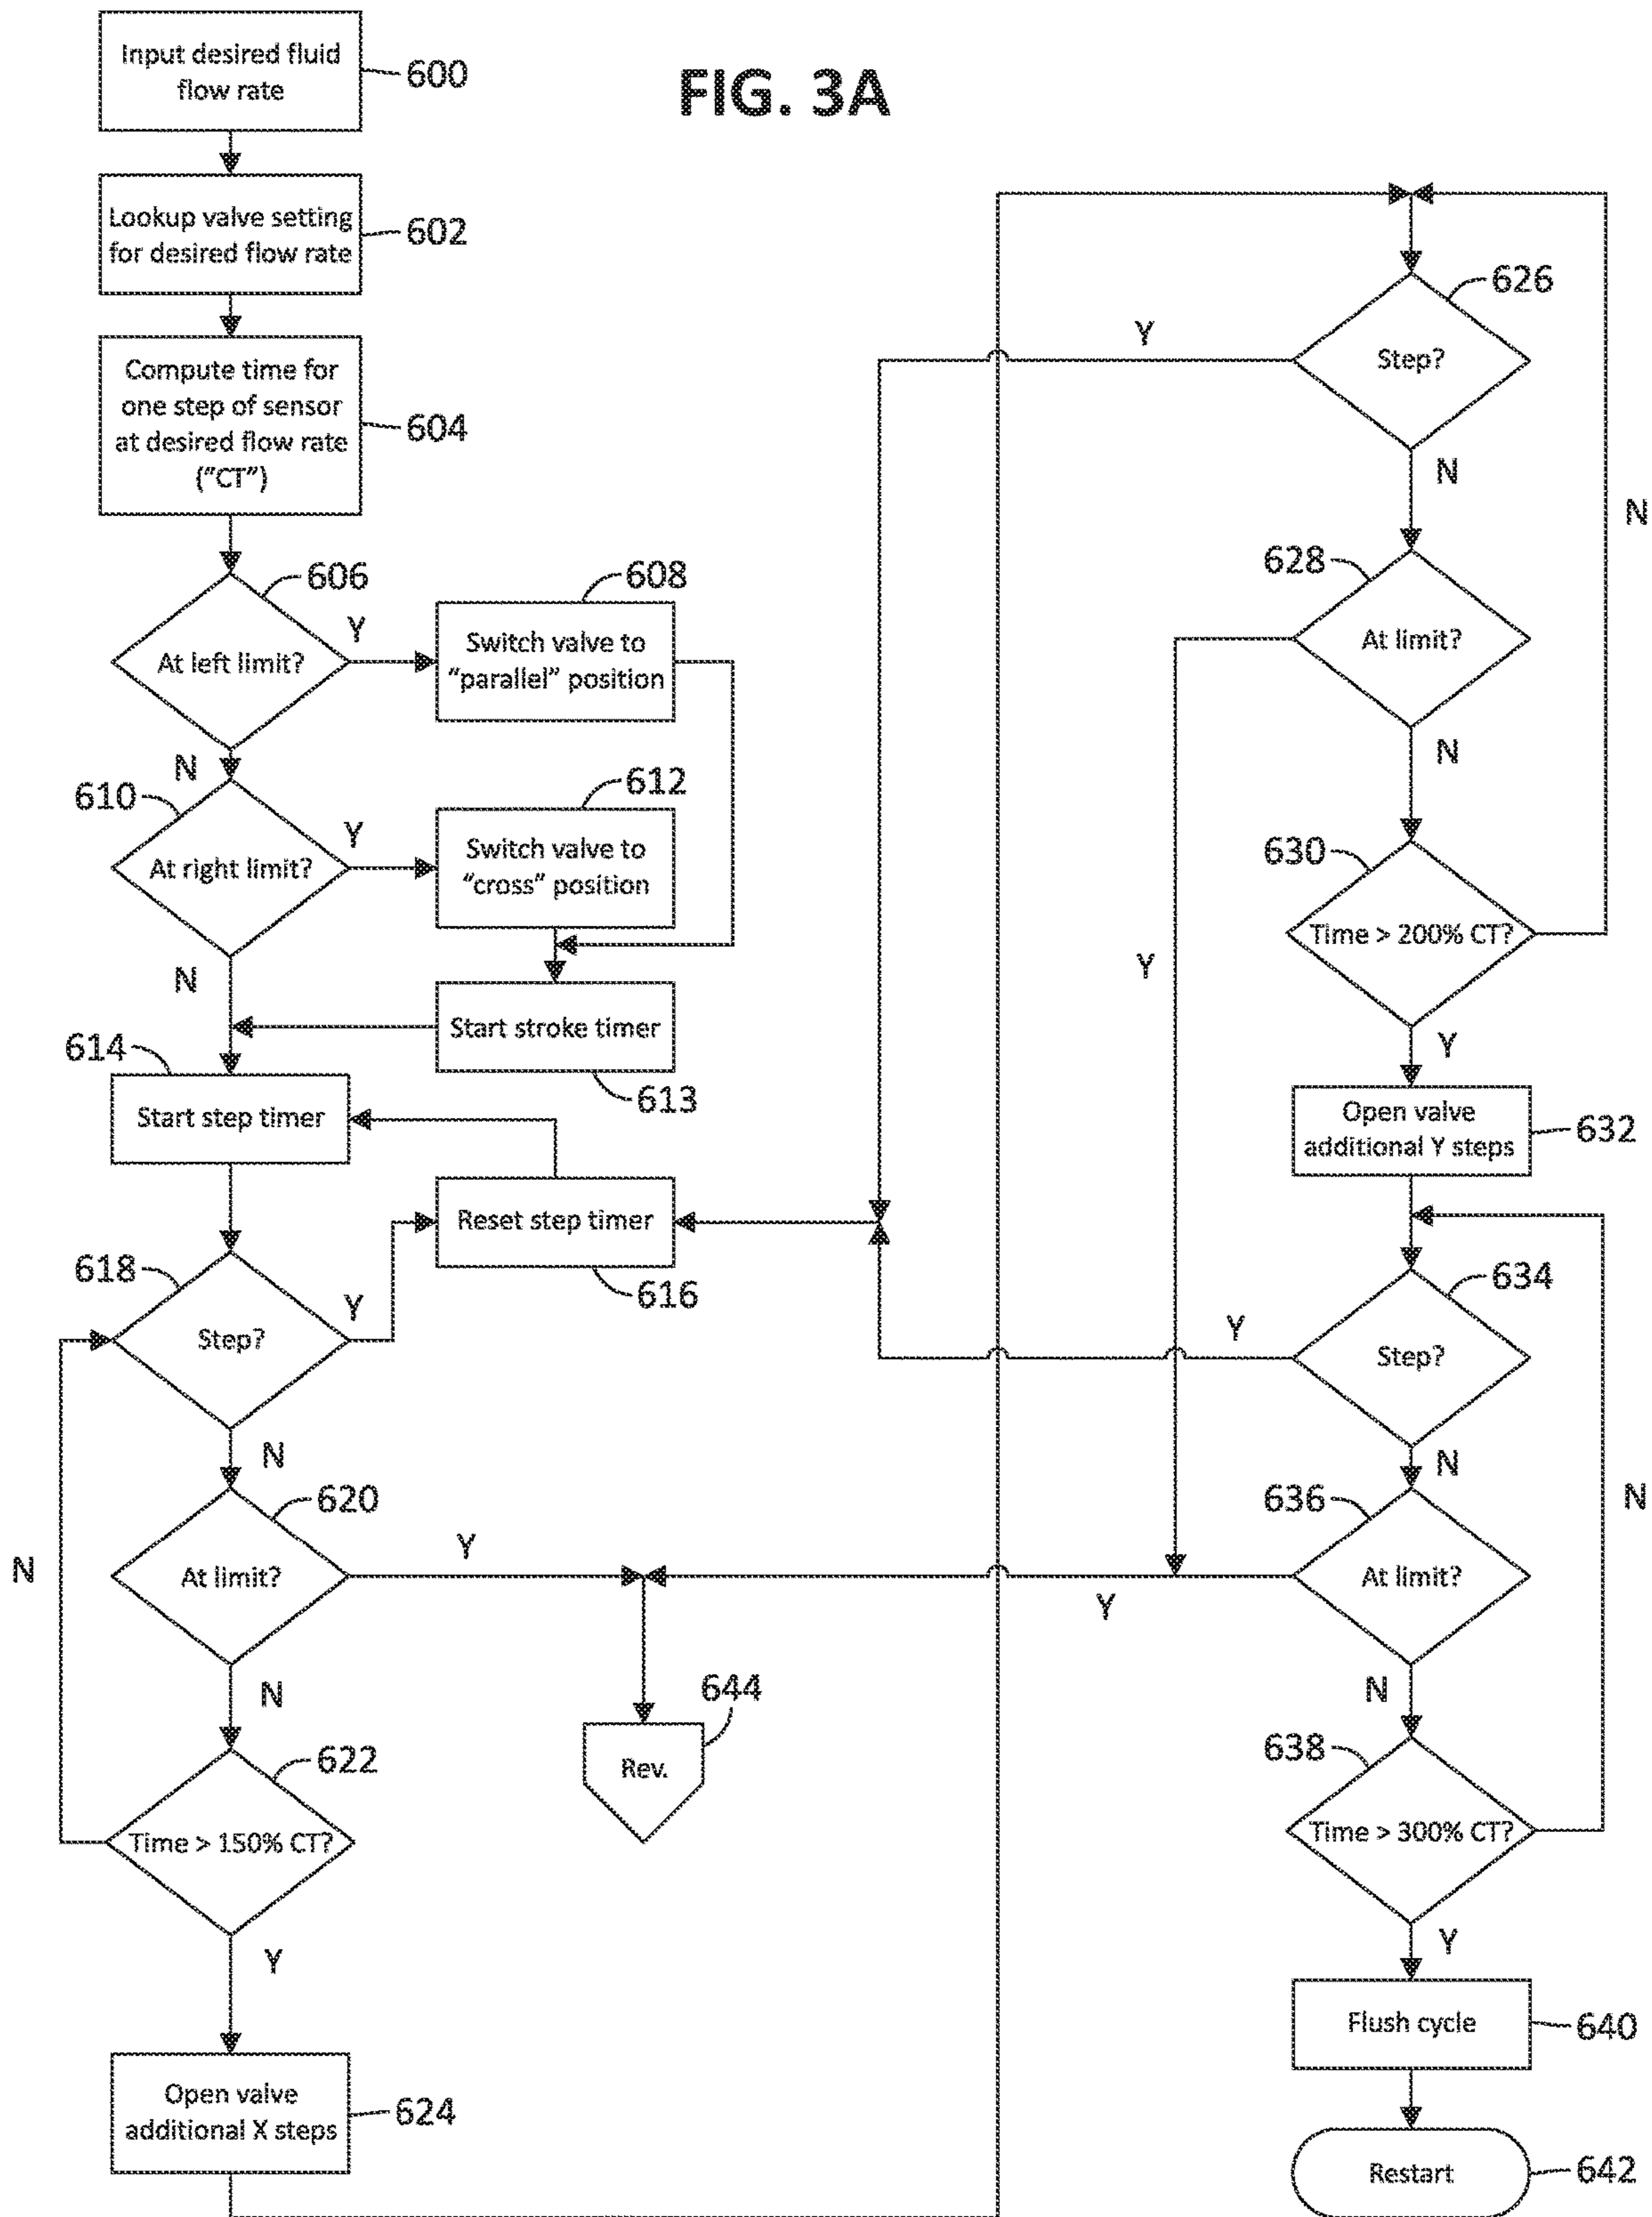 FIG. 3A
Input desired fluid
flow rate
600
Lookup valve setting
for desired flow rate
602
Compute time for
one step of sensor
at desired flow rate
("CT")
604
606
At left limit?
Y
N
608
Switch valve to
"parallel" position
610
At right limit?
Y
N
612
Switch valve to
"cross" position
Start stroke timer
613
614
Start step timer
Reset step timer
616
618
Step?
Y
N
620
At limit?
Y
N
622
Time > 150% CT?
N
Y
Open valve
additional X steps
624
626
Step?
Y
N
628
At limit?
Y
N
630
Time > 200% CT?
N
Y
Open valve
additional Y steps
632
634
Step?
Y
N
636
At limit?
Y
N
638
Time > 300% CT?
N
Y
Flush cycle
640
Restart
642
644
Rev.